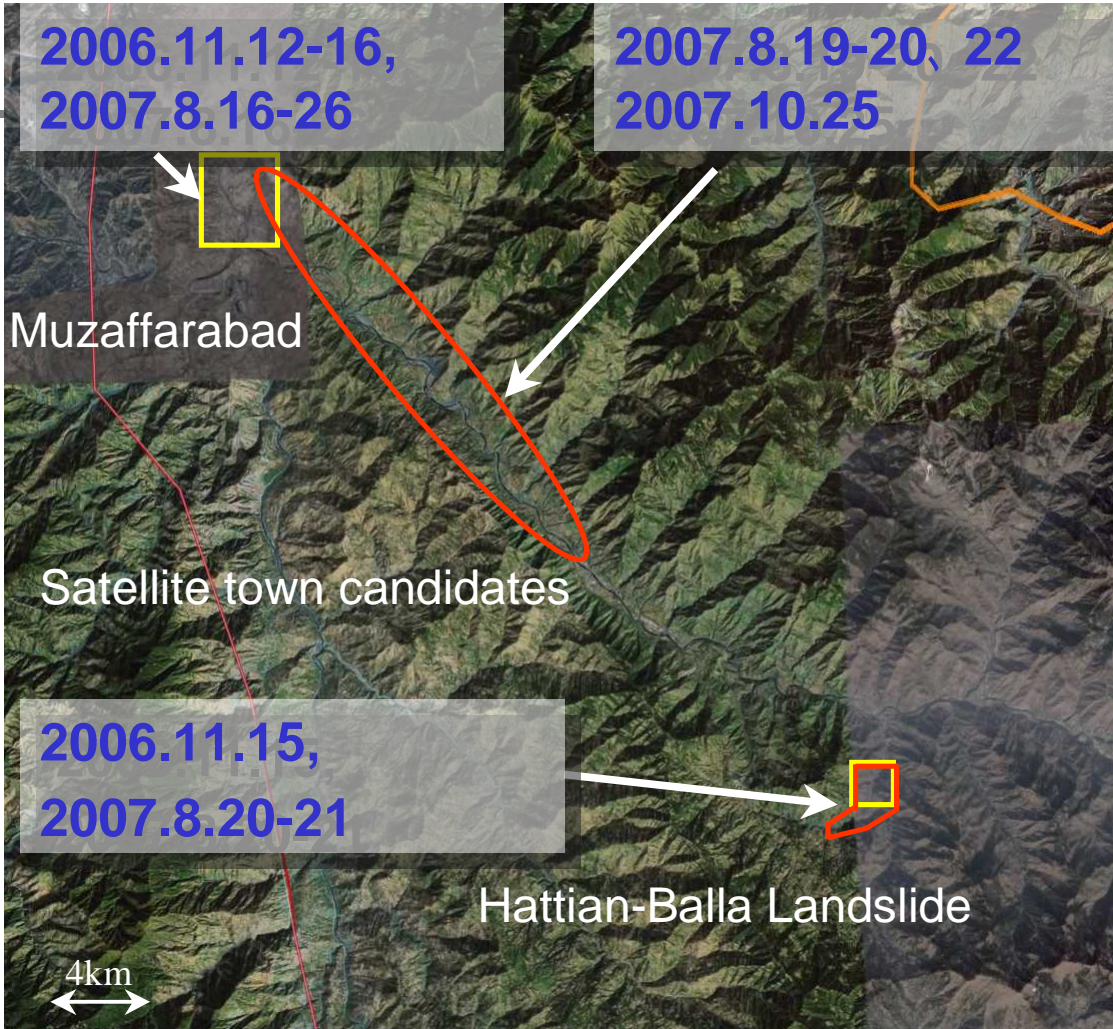 2006.11.12-16,
2007.8.16-26
2007.8.19-20、22
2007.10.25
Muzaffarabad
Satellite town candidates
2006.11.15,
2007.8.20-21
Hattian-Balla Landslide
4km